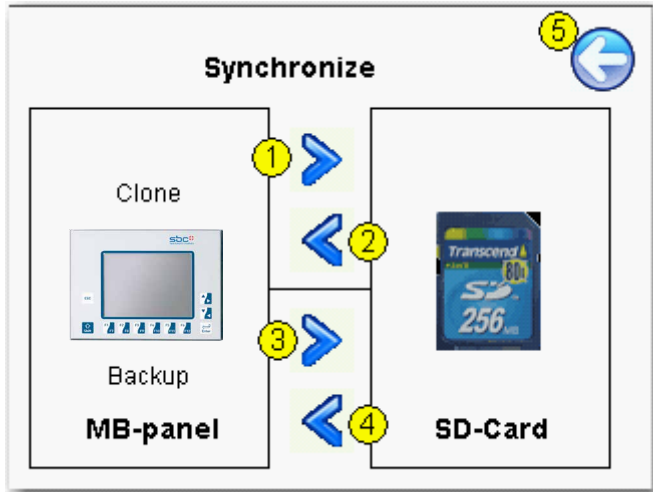 5
Synchronize
1
Clone
2
sbc
Transcend
80x
SD
256 MB
3
Backup
4
MB-panel
SD-Card